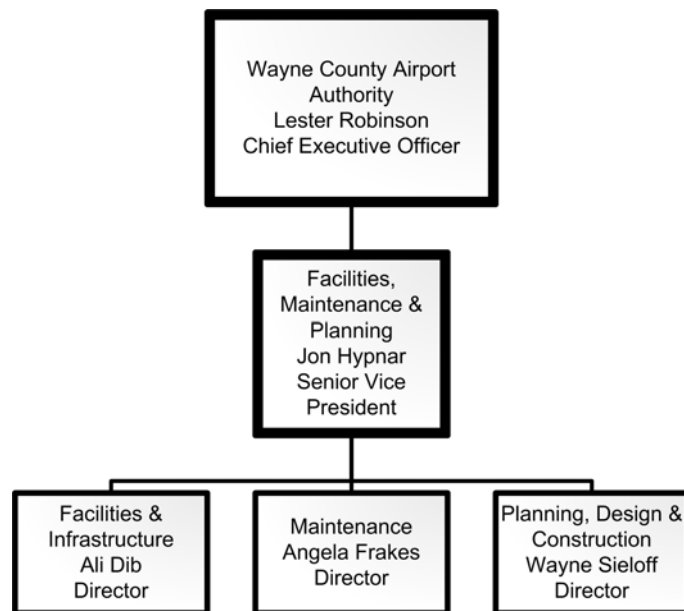 Wayne County Airport
Authority
Lester Robinson
Chief Executive Officer
Facilities,
Maintenance &
Planning
Jon Hypnar
Senior Vice
President
Facilities &
Infrastructure
Ali Dib
Director
Maintenance
Angela Frakes
Director
Planning, Design &
Construction
Wayne Sieloff
Director